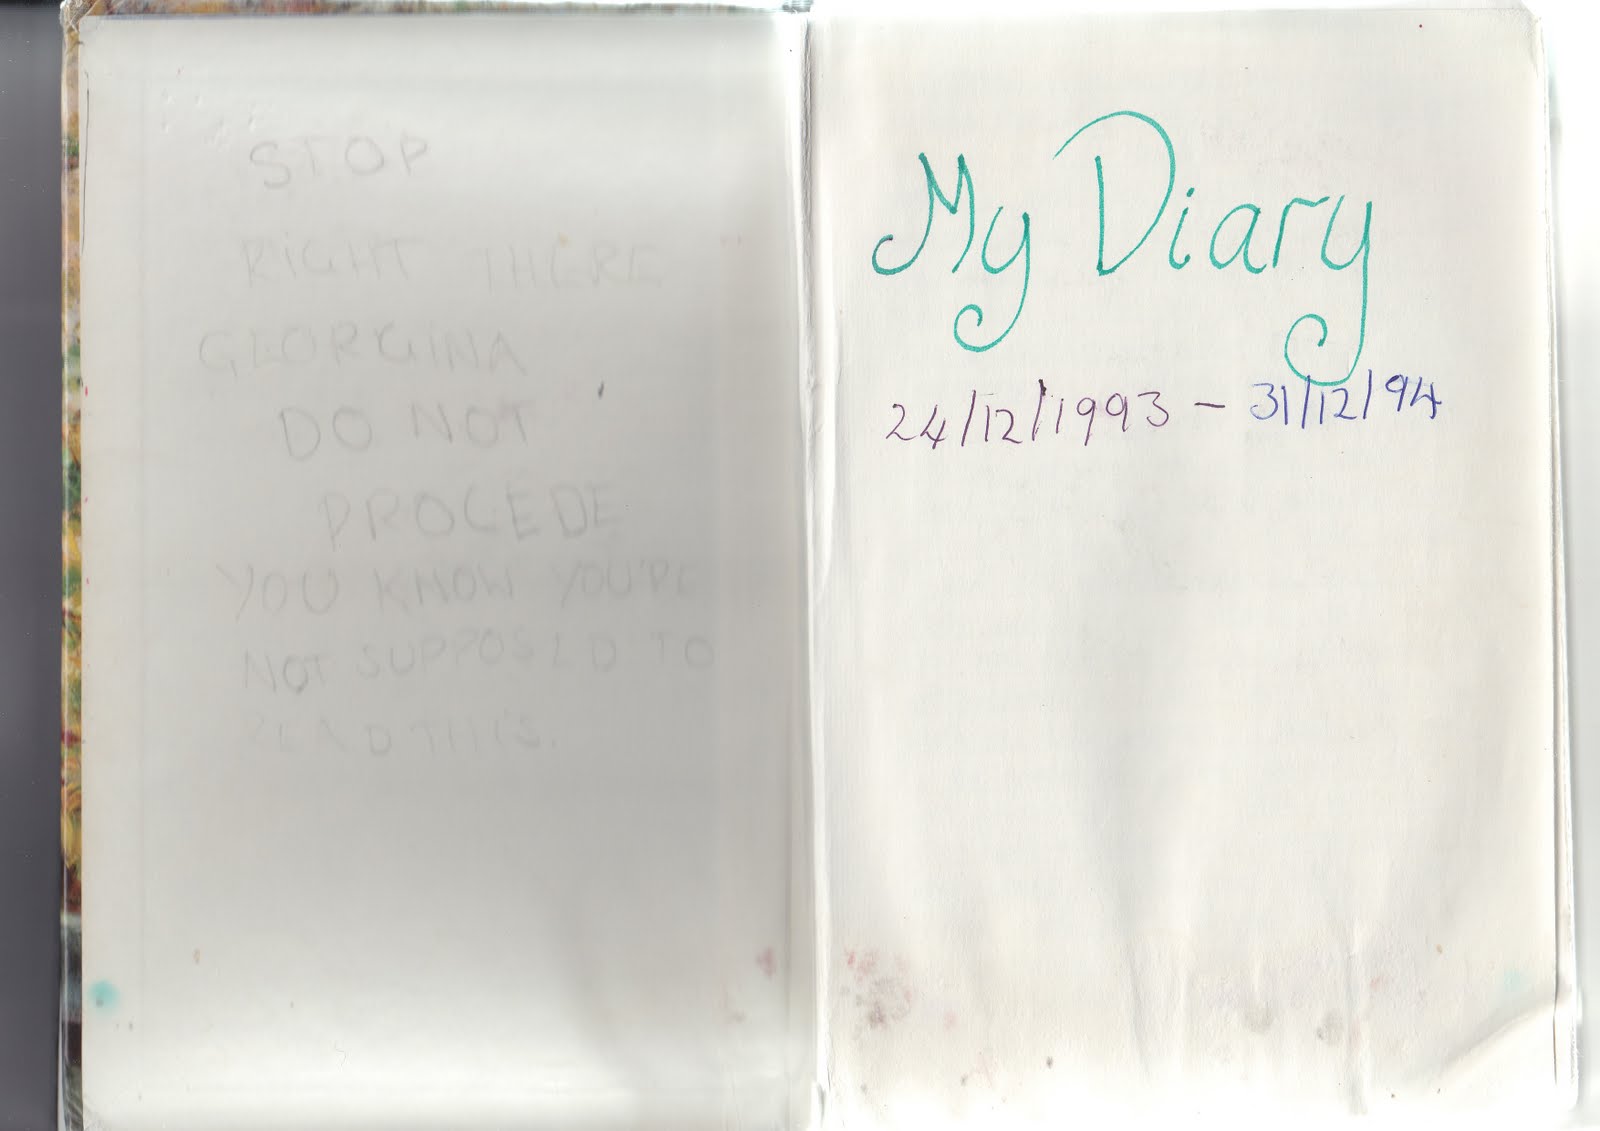 STOP
RIGHT THERE
GEORGINA
DO NOT
PROCEDE
YOU KNOW YOU'RE
NOT SUPPOSED TO
READ THIS.
My Diary
24/12/1993 - 31/12/94